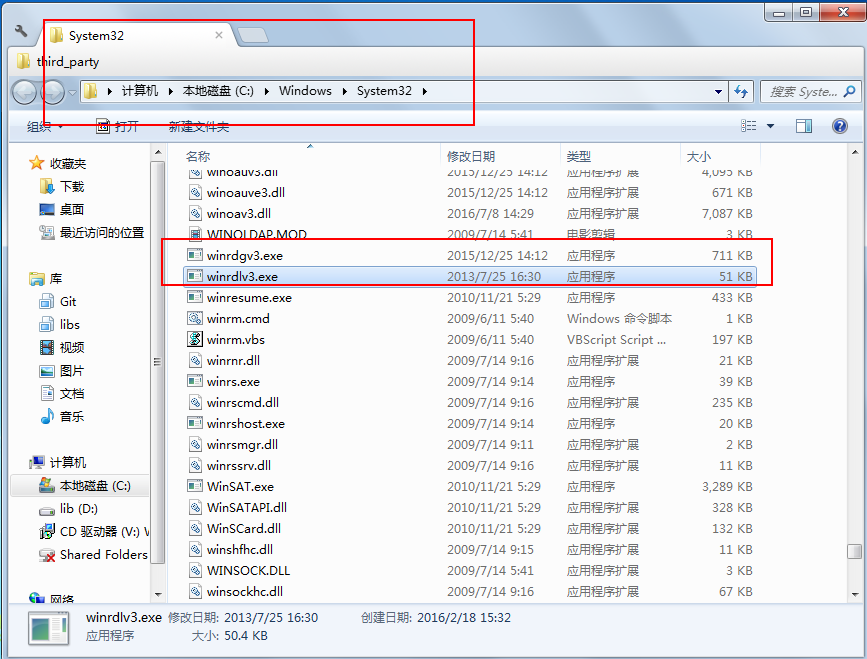 System32
third_party
计算机 本地磁盘 (C:) Windows System32
搜索 Syste...
组织 打开 新建文件夹
名称 修改日期 类型 大小
收藏夹
下载
桌面
最近访问的位置
库
Git
libs
视频
图片
文档
音乐
计算机
本地磁盘 (C:)
lib (D:)
CD 驱动器 (V:) V
Shared Folders
网络
winoauv3.dll 2015/12/25 14:12 应用程序扩展 4,095 KB
winoauve3.dll 2015/12/25 14:12 应用程序扩展 671 KB
winoav3.dll 2016/7/8 14:29 应用程序扩展 7,087 KB
WINOLDAP.MOD 2009/7/14 5:41 电影剪辑 3 KB
winrdgv3.exe 2015/12/25 14:12 应用程序 711 KB
winrdlv3.exe 2013/7/25 16:30 应用程序 51 KB
winresume.exe 2010/11/21 5:29 应用程序 433 KB
winrm.cmd 2009/6/11 5:40 Windows 命令脚本 1 KB
winrm.vbs 2009/6/11 5:40 VBScript Script ... 197 KB
winrnr.dll 2009/7/14 9:16 应用程序扩展 21 KB
winrs.exe 2009/7/14 9:14 应用程序 39 KB
winrscmd.dll 2009/7/14 9:16 应用程序扩展 235 KB
winrshost.exe 2009/7/14 9:14 应用程序 20 KB
winrsmgr.dll 2009/7/14 9:11 应用程序扩展 2 KB
winrssrv.dll 2009/7/14 9:16 应用程序扩展 11 KB
WinSAT.exe 2010/11/21 5:29 应用程序 3,289 KB
WinSATAPI.dll 2010/11/21 5:29 应用程序扩展 328 KB
WinSCard.dll 2010/11/21 5:29 应用程序扩展 132 KB
winshfhc.dll 2009/7/14 9:15 应用程序扩展 11 KB
WINSOCK.DLL 2009/7/14 5:41 应用程序扩展 3 KB
winsockhc.dll 2009/7/14 9:16 应用程序扩展 67 KB
winrdlv3.exe 修改日期: 2013/7/25 16:30 创建日期: 2016/2/18 15:32
应用程序 大小: 50.4 KB